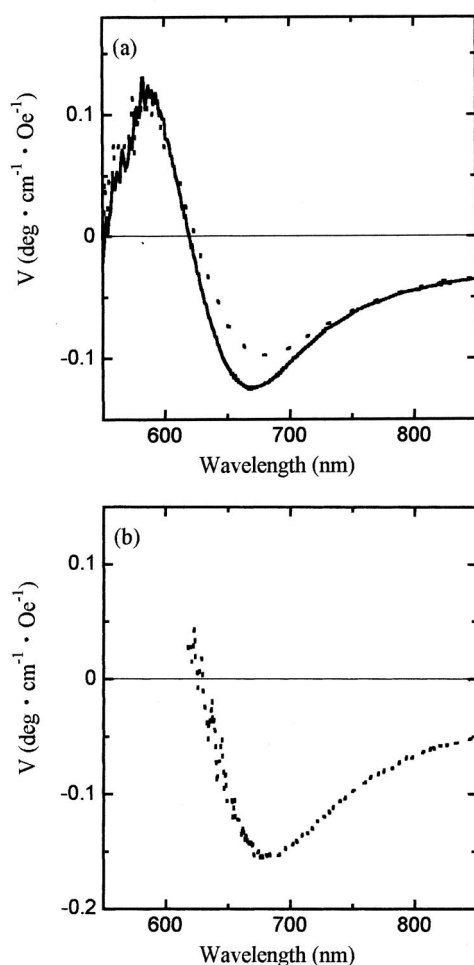 (a)
V (deg・cm⁻¹・Oe⁻¹)
0.1
0
-0.1
600 700 800
Wavelength (nm)
(b)
V (deg・cm⁻¹・Oe⁻¹)
0.1
0
-0.1
-0.2
600 700 800
Wavelength (nm)